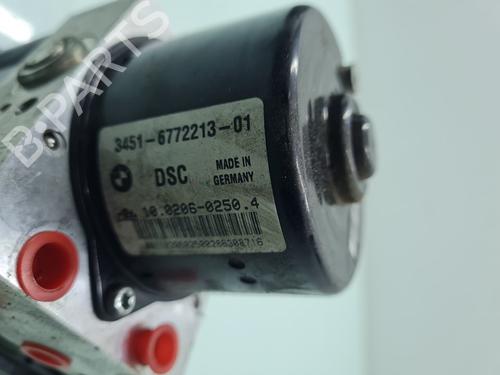 B-PARTS
3451-6772213-01
DSC
MADE IN
GERMANY
10.0206-0250.4